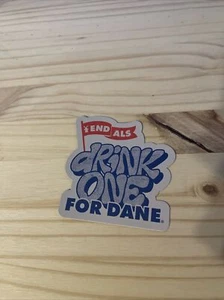 END ALS
DRINK
ONE
FOR DANE